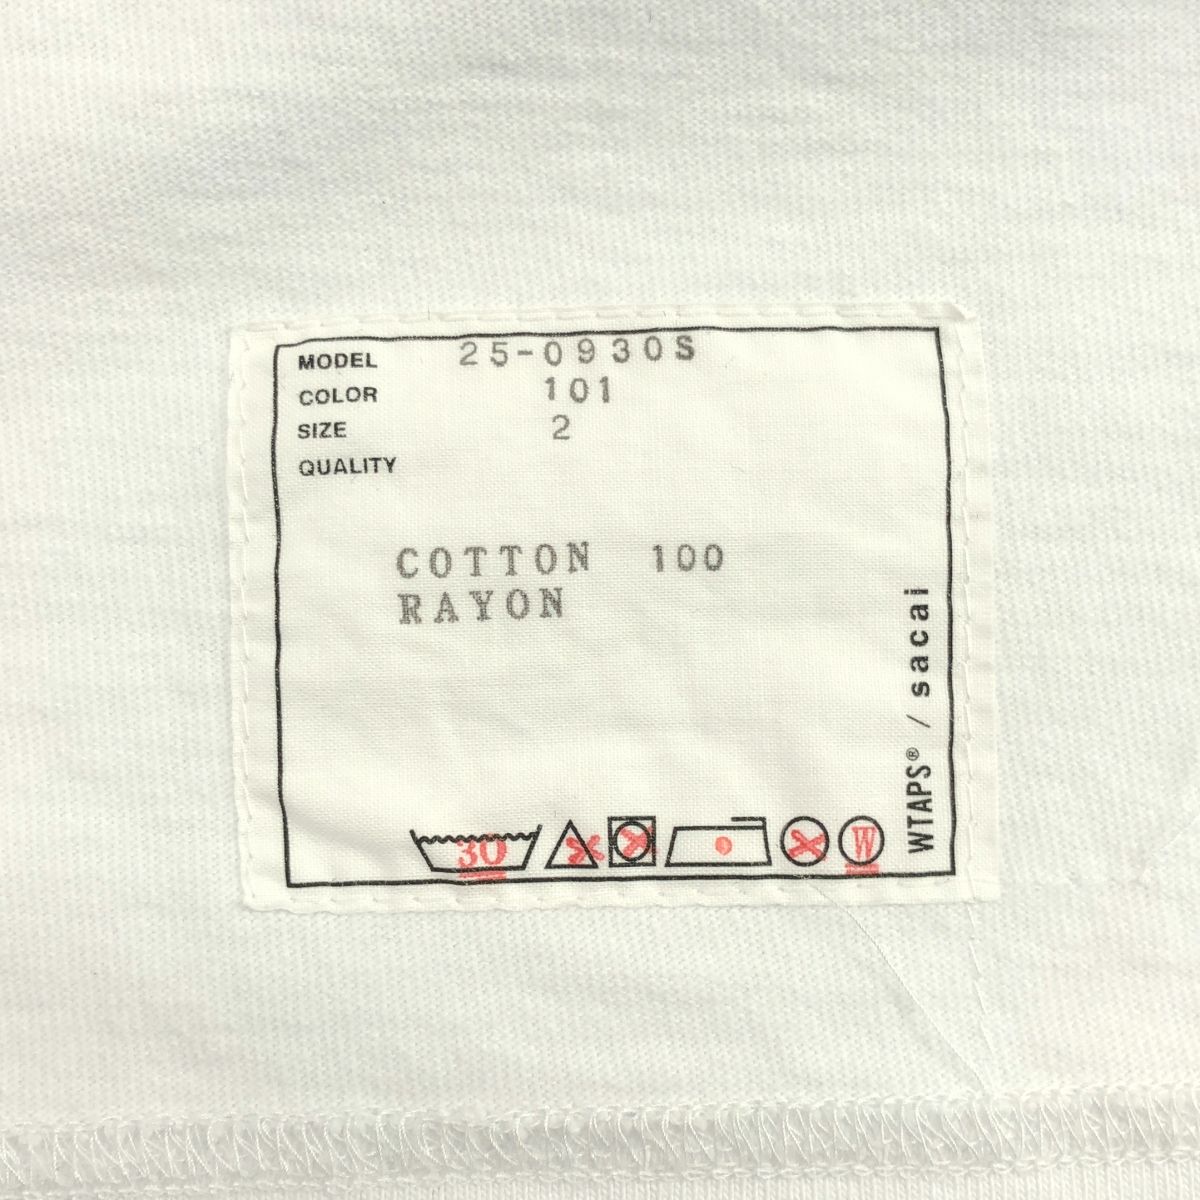 MODEL 25-0930S
COLOR 101
SIZE 2
QUALITY
COTTON 100
RAYON
WTAPS® / sacai
30
W